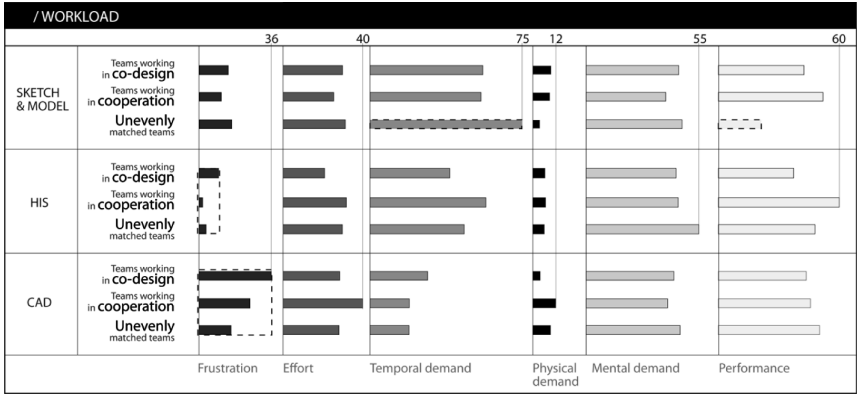 / WORKLOAD
36 40 75 12 55 60
SKETCH
& MODEL
Teams working
in co-design
Teams working
in cooperation
Unevenly
matched teams
HIS
Teams working
in co-design
Teams working
in cooperation
Unevenly
matched teams
CAD
Teams working
in co-design
Teams working
in cooperation
Unevenly
matched teams
Frustration Effort Temporal demand Physical demand Mental demand Performance